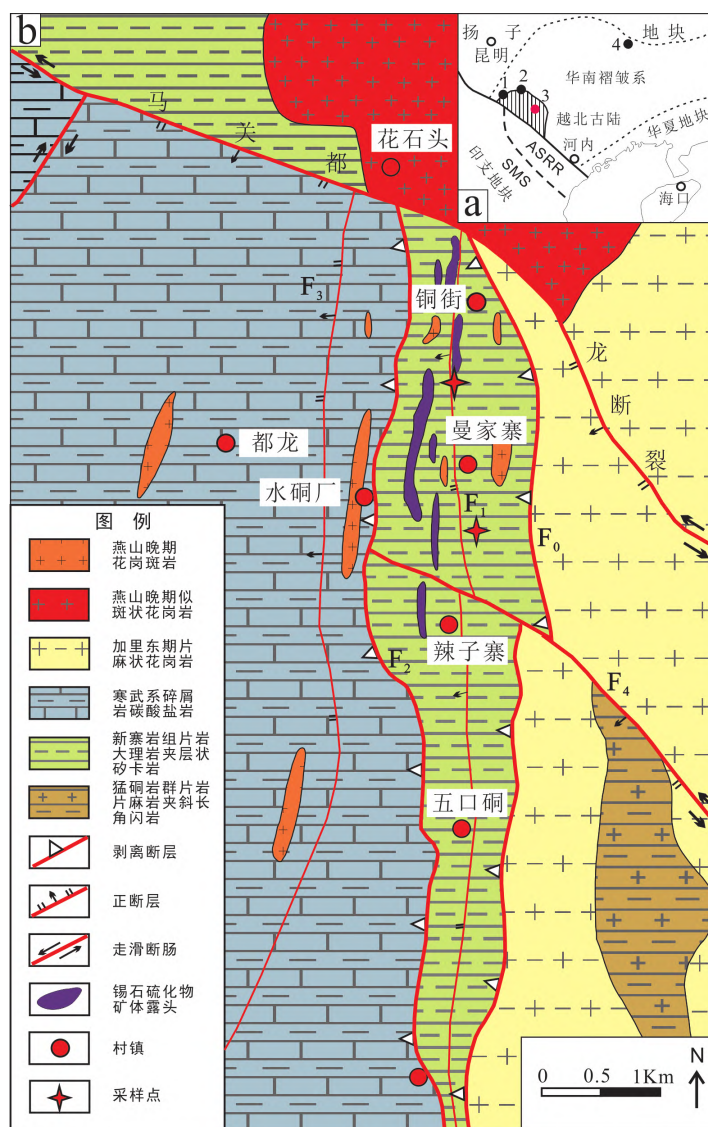 b
扬子
地块
昆明
4
华南褶皱系
1
2
3
越北古陆
华夏地块
河内
ASRR
SMS
印支地块
海口
a
马关都龙断裂
花石头
F3
铜街
都龙
曼家寨
水硐厂
F1
F0
辣子寨
F2
F4
五口硐
图 例
燕山晚期
花岗斑岩
燕山晚期似
斑状花岗岩
加里东期片
麻状花岗岩
寒武系碎屑
岩碳酸盐岩
新寨岩组片岩
大理岩夹层状
矽卡岩
猛硐岩群片岩
片麻岩夹斜长
角闪岩
剥离断层
正断层
走滑断肠
锡石硫化物
矿体露头
村镇
采样点
0 0.5 1Km
N